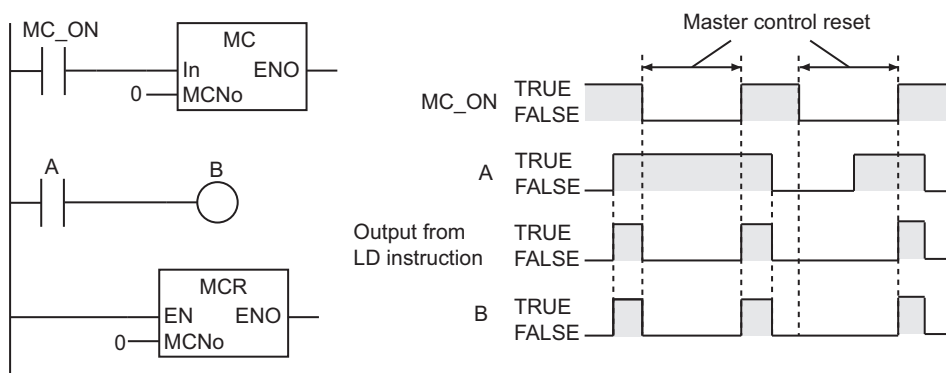 MC_ON
MC
In ENO
0 MCNo
A
B
MCR
EN ENO
0 MCNo
Master control reset
MC_ON TRUE
FALSE
A TRUE
FALSE
Output from
LD instruction
TRUE
FALSE
B TRUE
FALSE